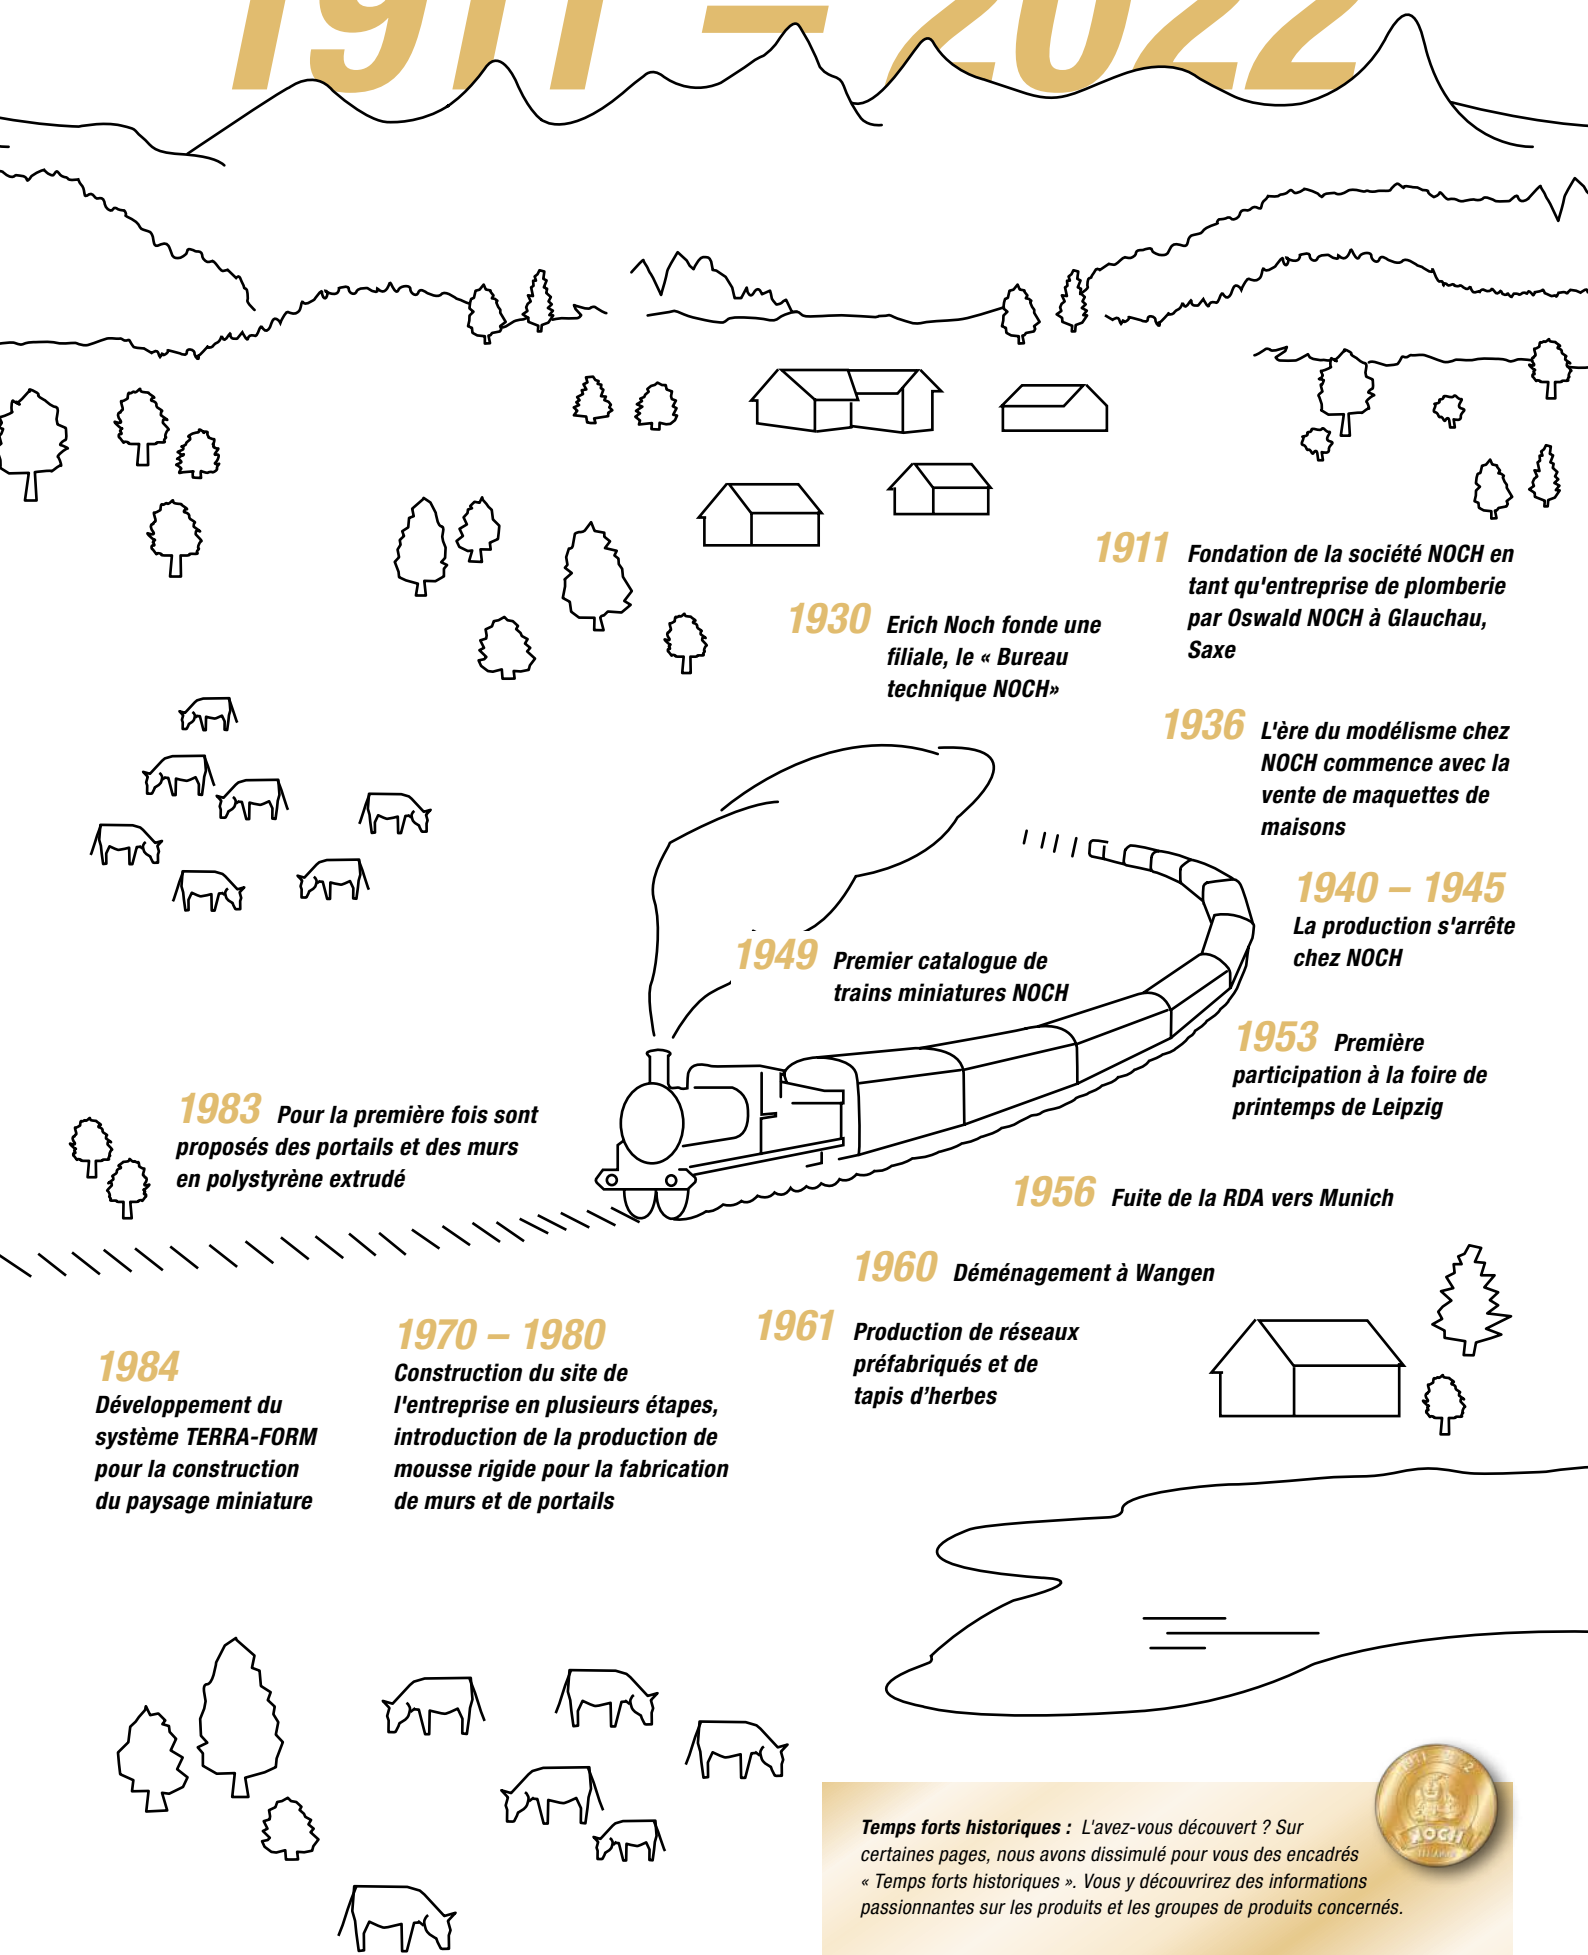 1911 – 2022
1911 Fondation de la société NOCH en
tant qu'entreprise de plomberie
par Oswald NOCH à Glauchau,
Saxe
1930 Erich Noch fonde une
filiale, le « Bureau
technique NOCH»
1936 L'ère du modélisme chez
NOCH commence avec la
vente de maquettes de
maisons
1940 – 1945
La production s'arrête
chez NOCH
1949 Premier catalogue de
trains miniatures NOCH
1953 Première
participation à la foire de
printemps de Leipzig
1956 Fuite de la RDA vers Munich
1960 Déménagement à Wangen
1961 Production de réseaux
préfabriqués et de
tapis d’herbes
1970 – 1980
Construction du site de
l'entreprise en plusieurs étapes,
introduction de la production de
mousse rigide pour la fabrication
de murs et de portails
1983 Pour la première fois sont
proposés des portails et des murs
en polystyrène extrudé
1984
Développement du
système TERRA-FORM
pour la construction
du paysage miniature
Temps forts historiques : L'avez-vous découvert ? Sur
certaines pages, nous avons dissimulé pour vous des encadrés
« Temps forts historiques ». Vous y découvrirez des informations
passionnantes sur les produits et les groupes de produits concernés.
NOCH